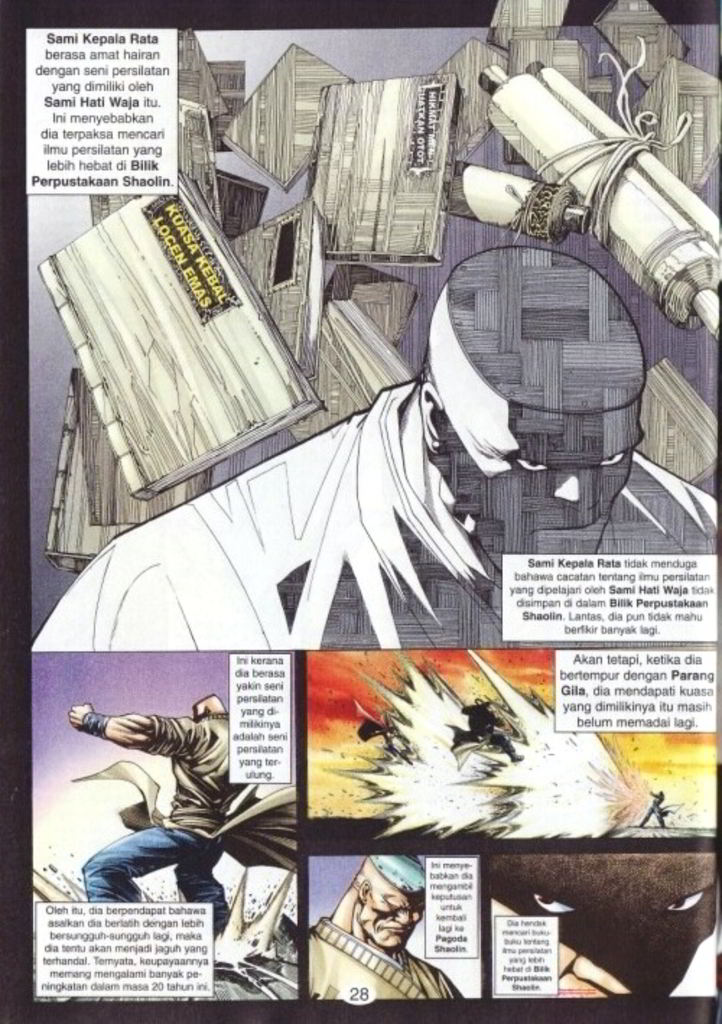 Sami Kepala Rata
berasa amat hairan
dengan seni persilatan
yang dimiliki oleh
Sami Hati Waja itu.
Ini menyebabkan
dia terpaksa mencari
ilmu persilatan yang
lebih hebat di Bilik
Perpustakaan Shaolin.
KUASA KEBAL
LOCEN EMAS
HIKMAT
UATKAN OTOT
Sami Kepala Rata tidak menduga
bahawa cacatan tentang ilmu persilatan
yang dipelajari oleh Sami Hati Waja tidak
disimpan di dalam Bilik Perpustakaan
Shaolin. Lantas, dia pun tidak mahu
berfikir banyak lagi.
Ini kerana
dia berasa
yakin seni
persilatan
yang di-
milikinya
adalah seni
persilatan
yang ter-
ulung.
Akan tetapi, ketika dia
bertempur dengan Parang
Gila, dia mendapati kuasa
yang dimilikinya itu masih
belum memadai lagi.
Oleh itu, dia berpendapat bahawa
asalkan dia berlatih dengan lebih
bersungguh-sungguh lagi, maka
dia tentu akan menjadi jaguh yang
terhandal. Ternyata, keupayaannya
memang mengalami banyak pe-
ningkatan dalam masa 20 tahun ini.
Ini menye-
babkan dia
mengambil
keputusan
untuk
kembali
lagi ke
Pagoda
Shaolin.
Dia hendak
mencari buku-
buku tentang
ilmu persilatan
yang lebih
hebat di Bilik
Perpustakaan
Shaolin.
28